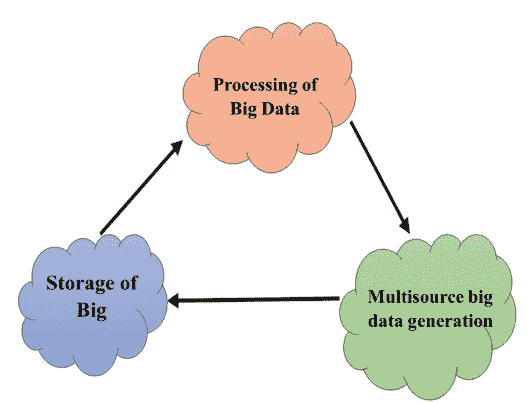 Processing of
Big Data
Storage of
Big
Multisource big
data generation